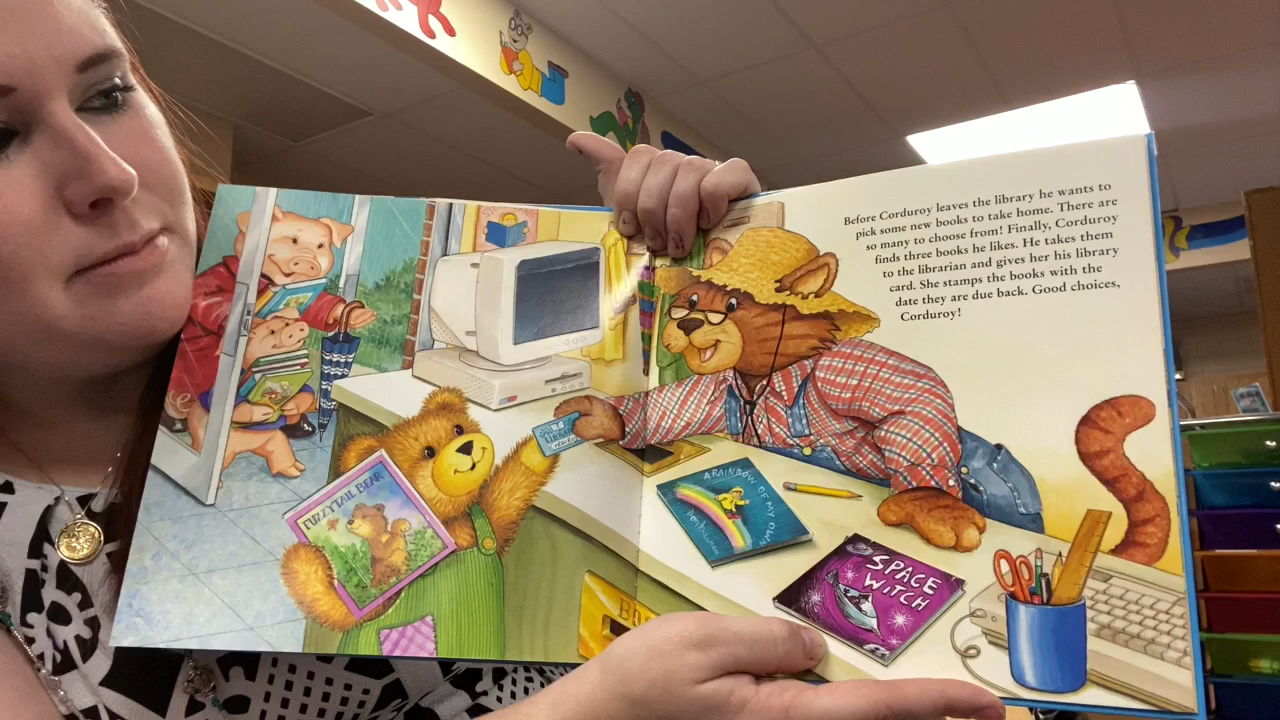 Before Corduroy leaves the library he wants to
pick some new books to take home. There are
so many to choose from! Finally, Corduroy
finds three books he likes. He takes them
to the librarian and gives her his library
card. She stamps the books with the
date they are due back. Good choices,
Corduroy!
LIBRARY
FUZZYTAIL BEAR
A RAINBOW OF MY OWN
SPACE
WITCH